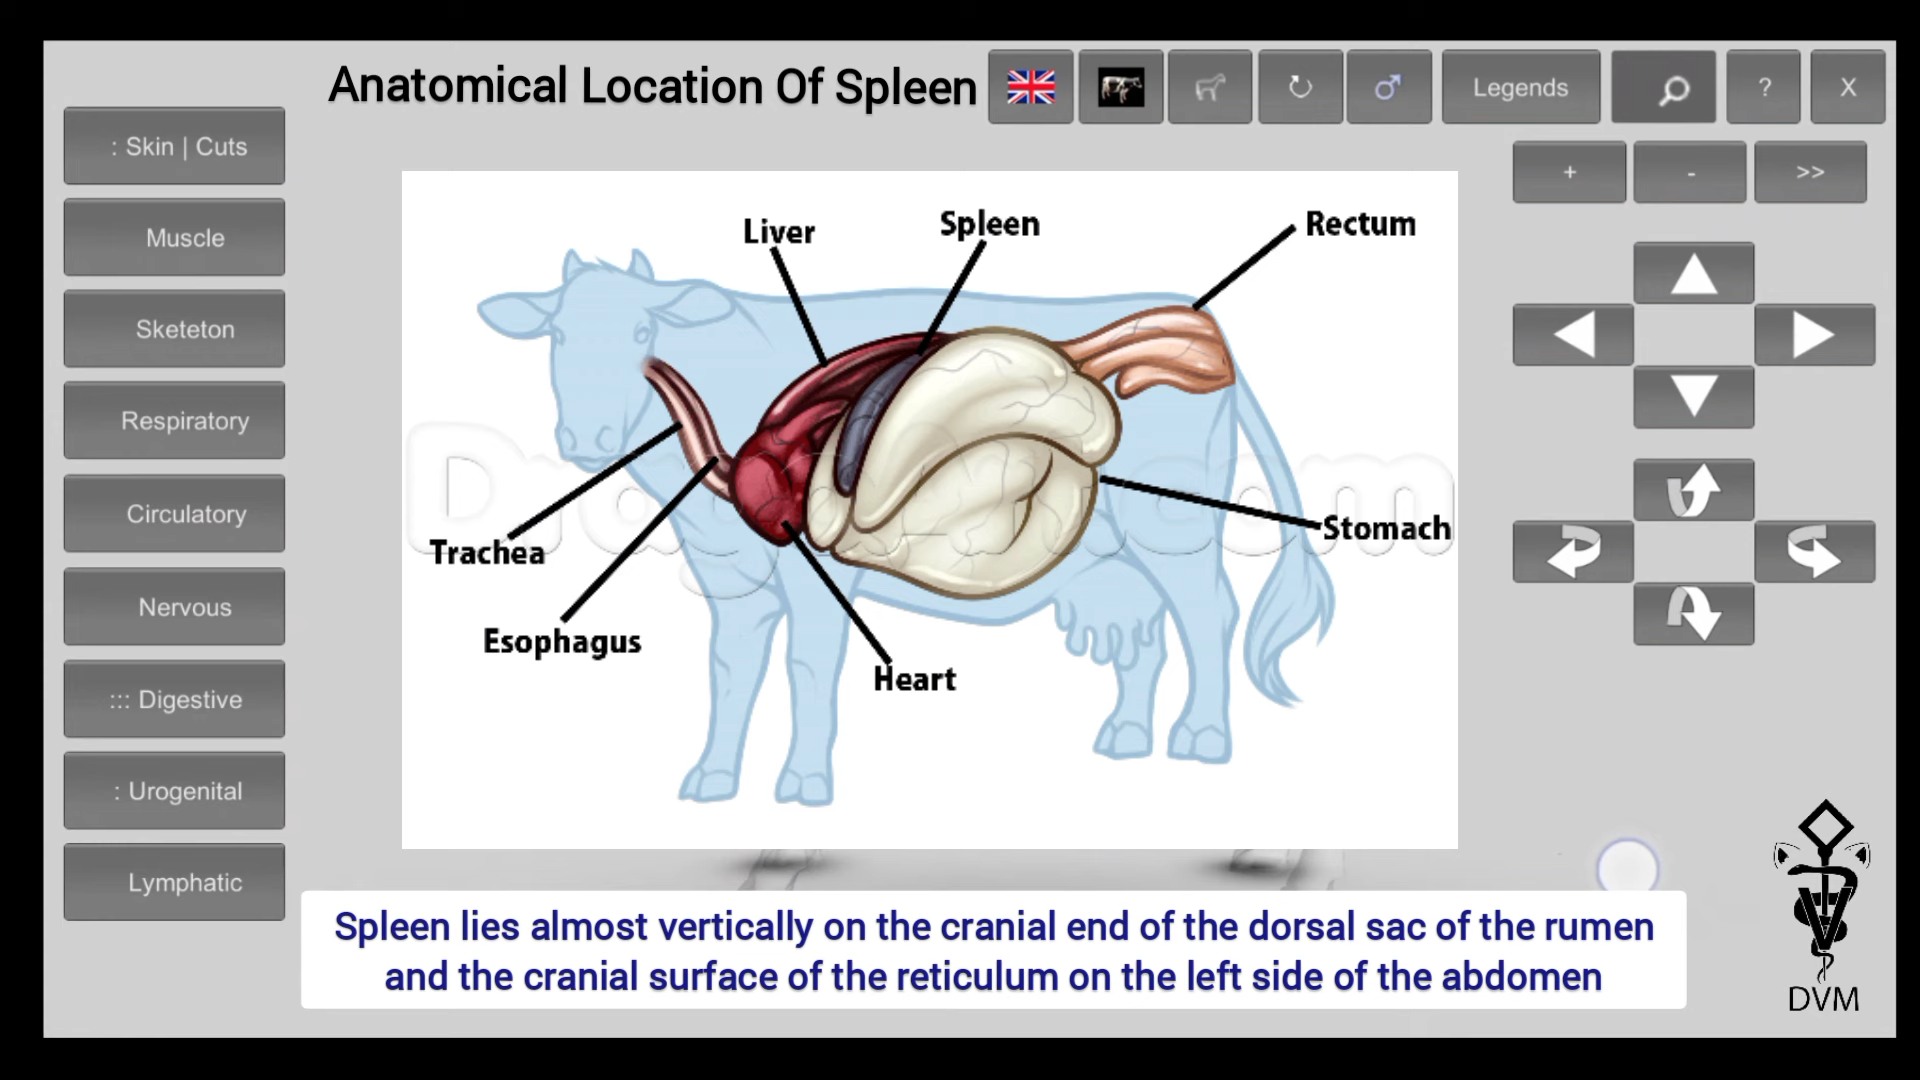 Anatomical Location Of Spleen
Legends
?
X
: Skin | Cuts
Muscle
Sketeton
Respiratory
Circulatory
Nervous
::: Digestive
: Urogenital
Lymphatic
+
-
>>
Liver
Spleen
Rectum
Trachea
Esophagus
Heart
Stomach
Spleen lies almost vertically on the cranial end of the dorsal sac of the rumen
and the cranial surface of the reticulum on the left side of the abdomen
DVM